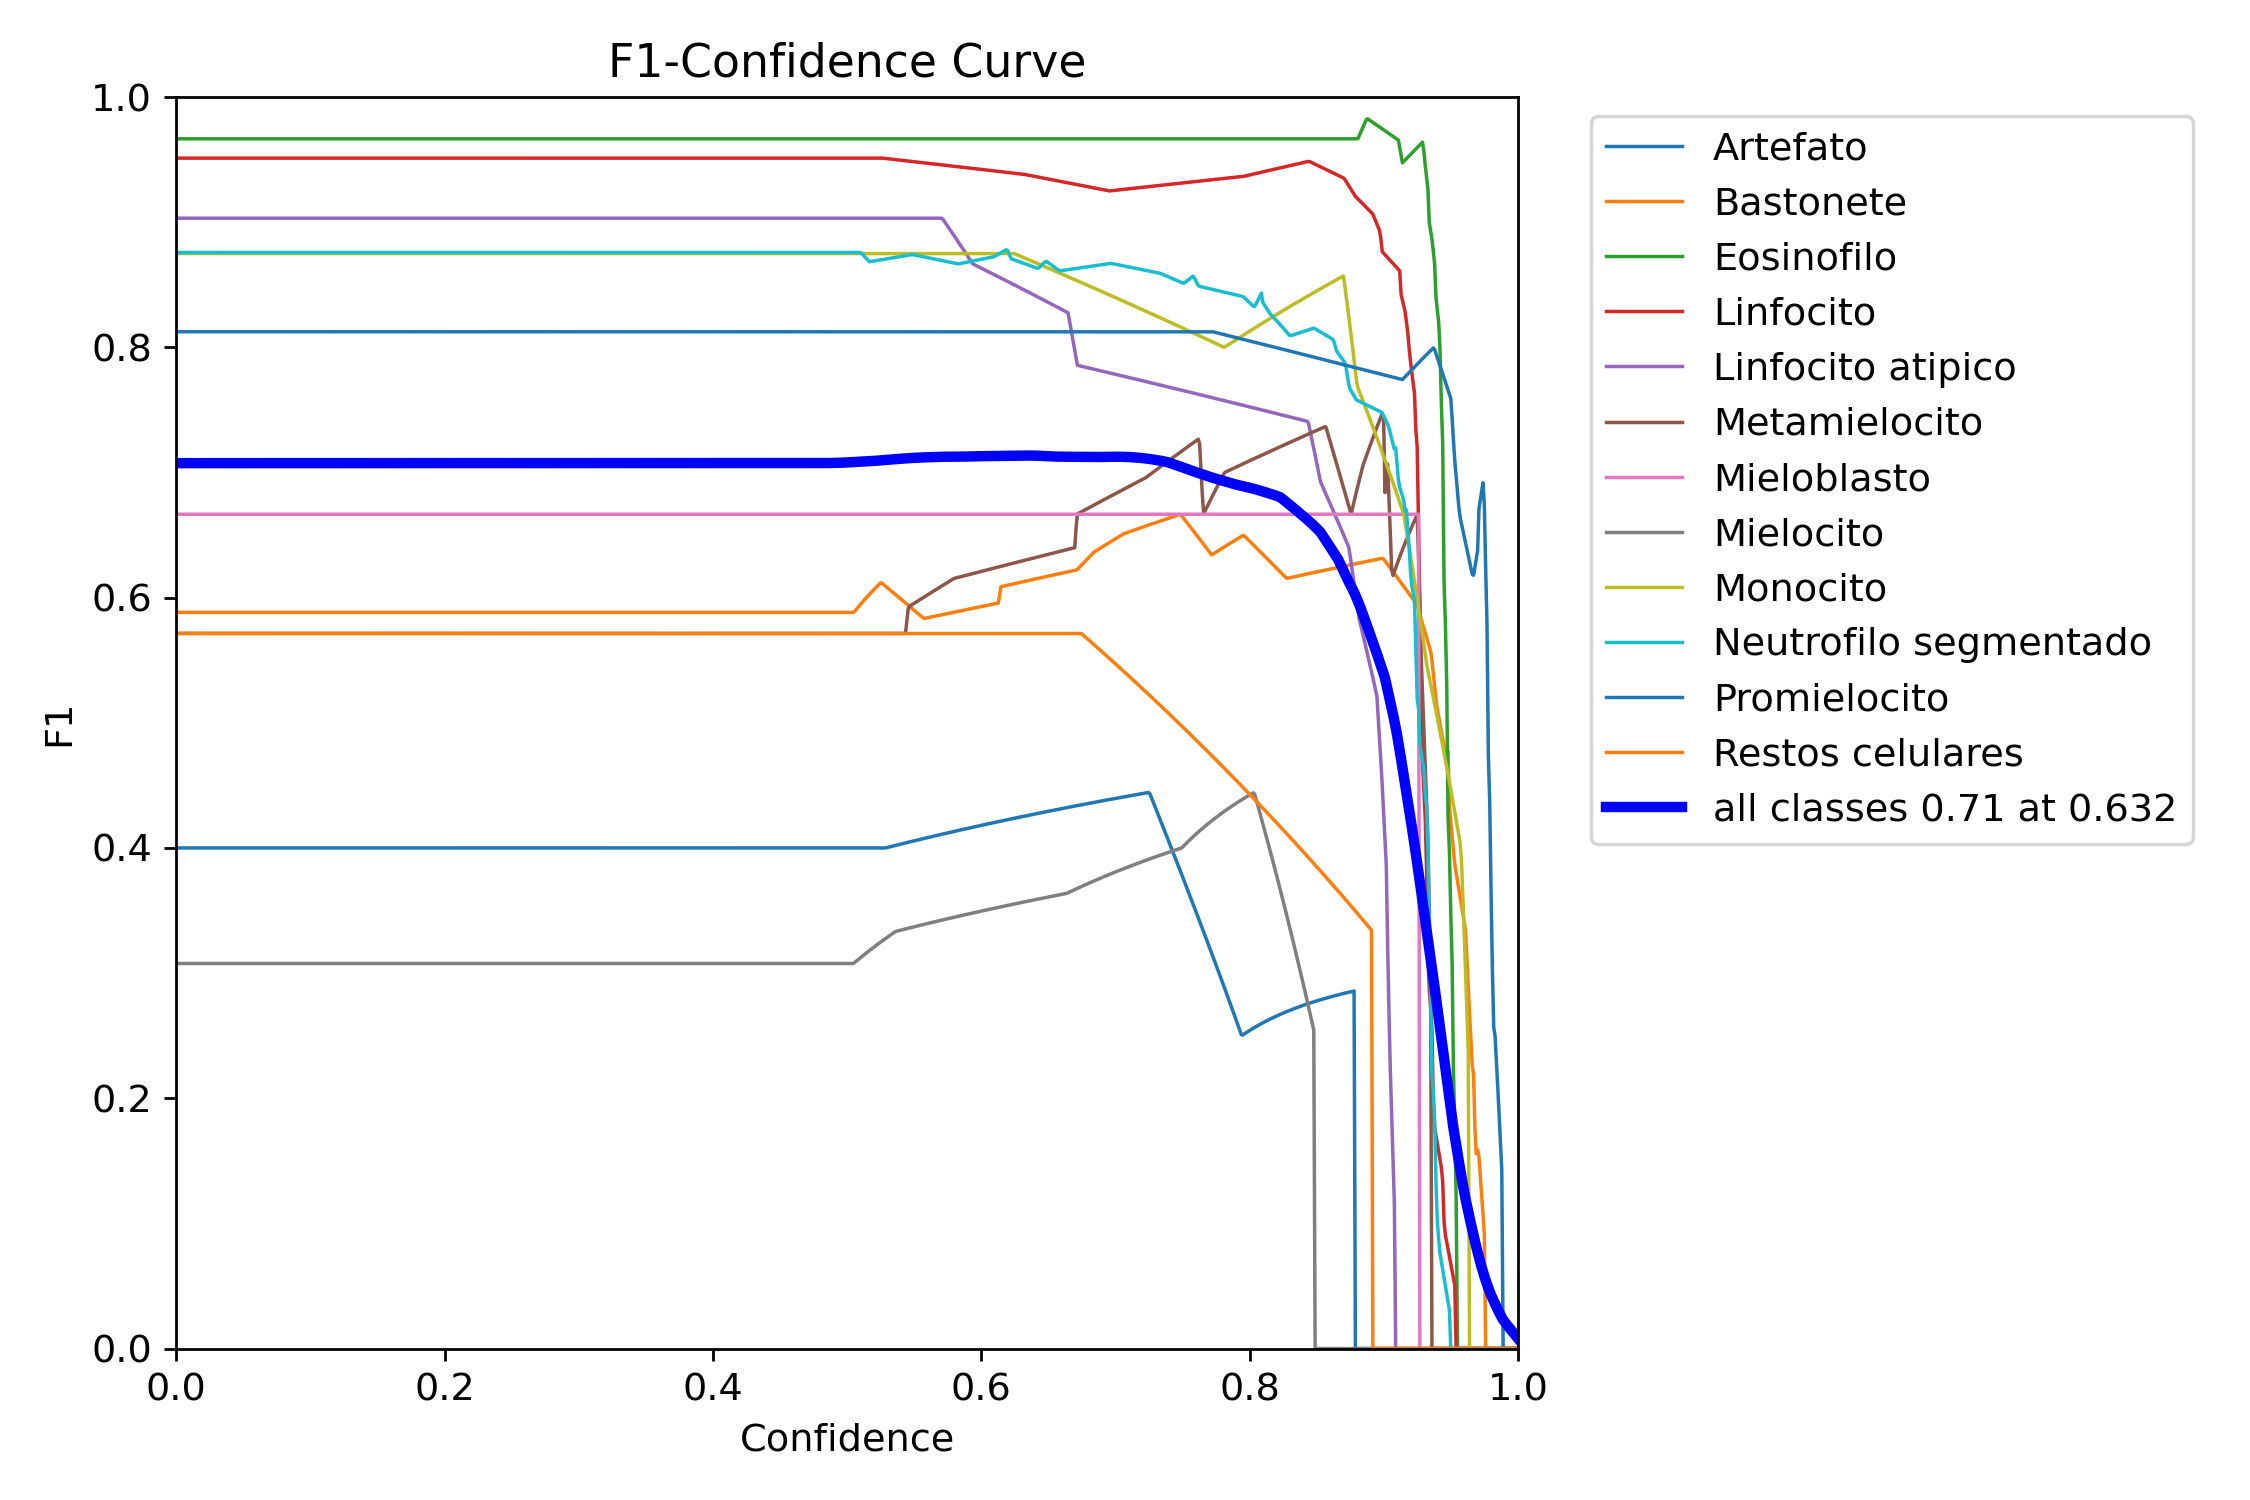 F1-Confidence Curve
1.0
0.8
0.6
0.4
0.2
0.0
F1
0.0 0.2 0.4 0.6 0.8 1.0
Confidence
Artefato
Bastonete
Eosinofilo
Linfocito
Linfocito atipico
Metamielocito
Mieloblasto
Mielocito
Monocito
Neutrofilo segmentado
Promielocito
Restos celulares
all classes 0.71 at 0.632